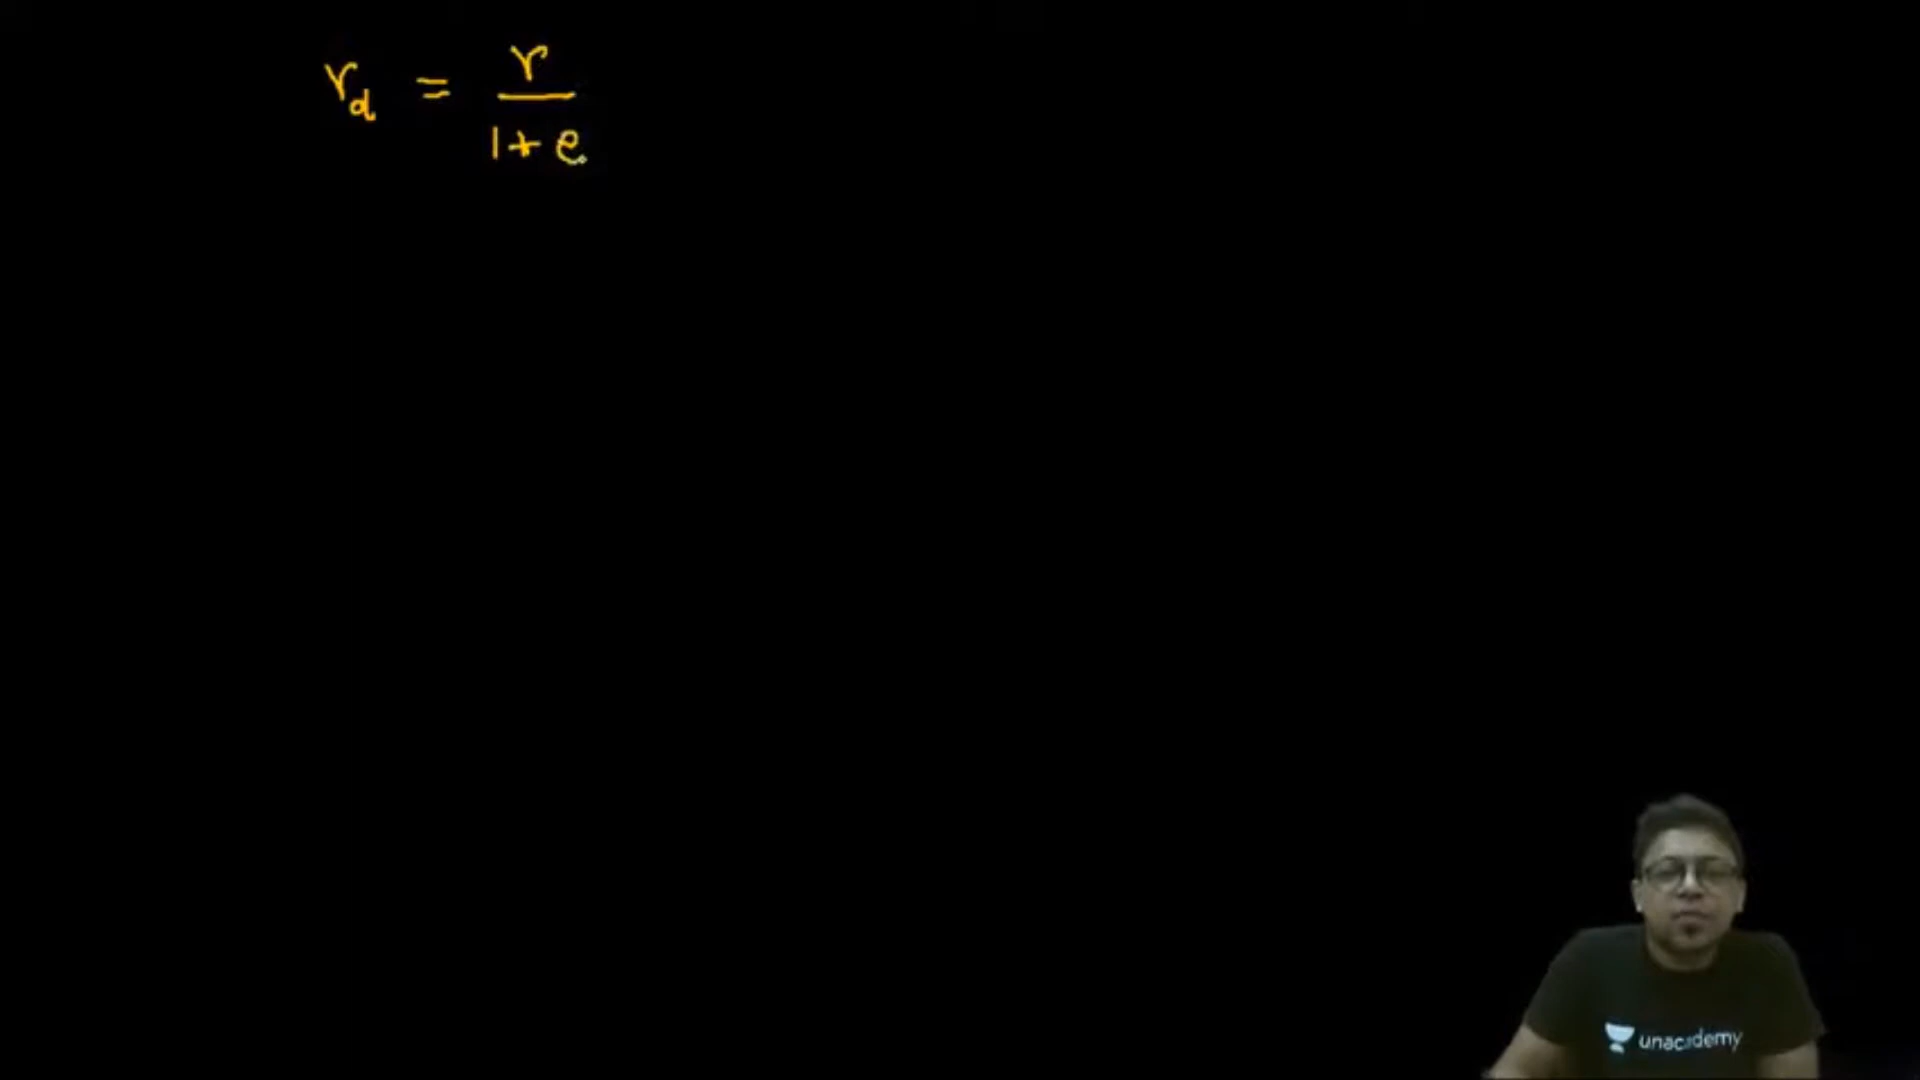 r_d = r / (1 + e)
unacademy